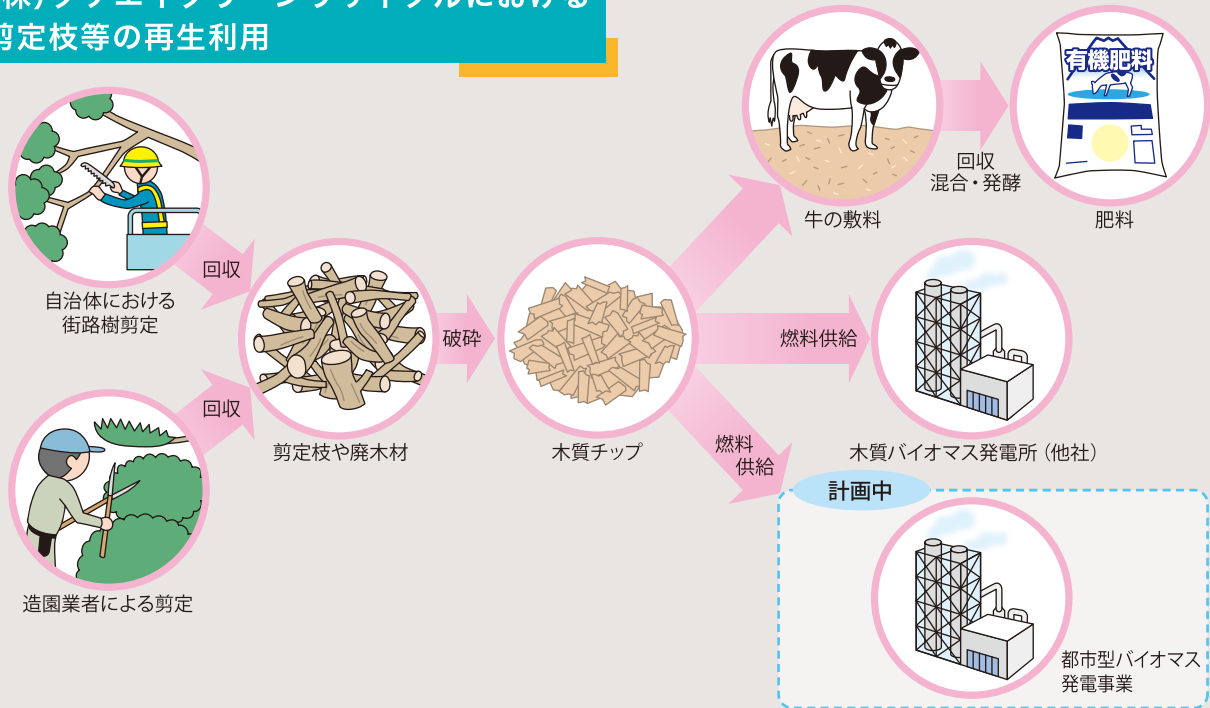 における
剪定枝等の再生利用
自治体における
街路樹剪定
回収
造園業者による剪定
回収
剪定枝や廃木材
破砕
木質チップ
牛の敷料
回収
混合・発酵
有機肥料
肥料
燃料供給
木質バイオマス発電所（他社）
燃料
供給
計画中
都市型バイオマス
発電事業